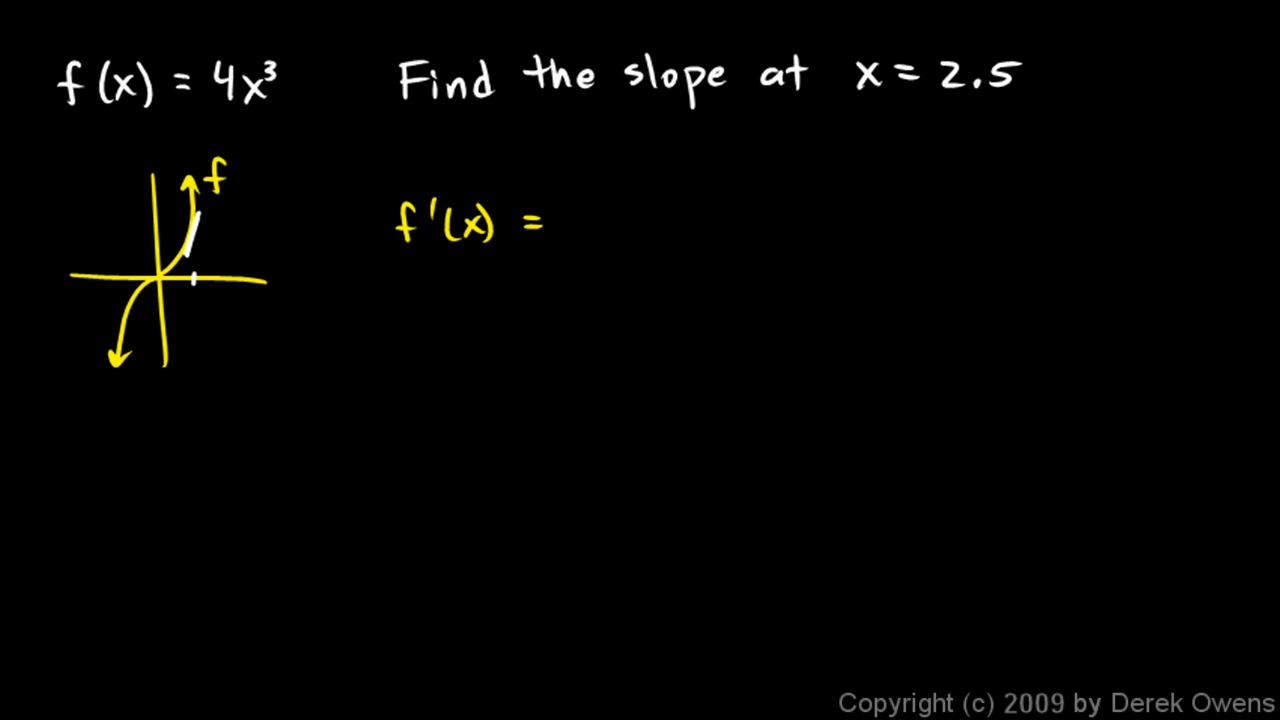 f(x) = 4x³ Find the slope at x = 2.5
f
f'(x) =
Copyright (c) 2009 by Derek Owens